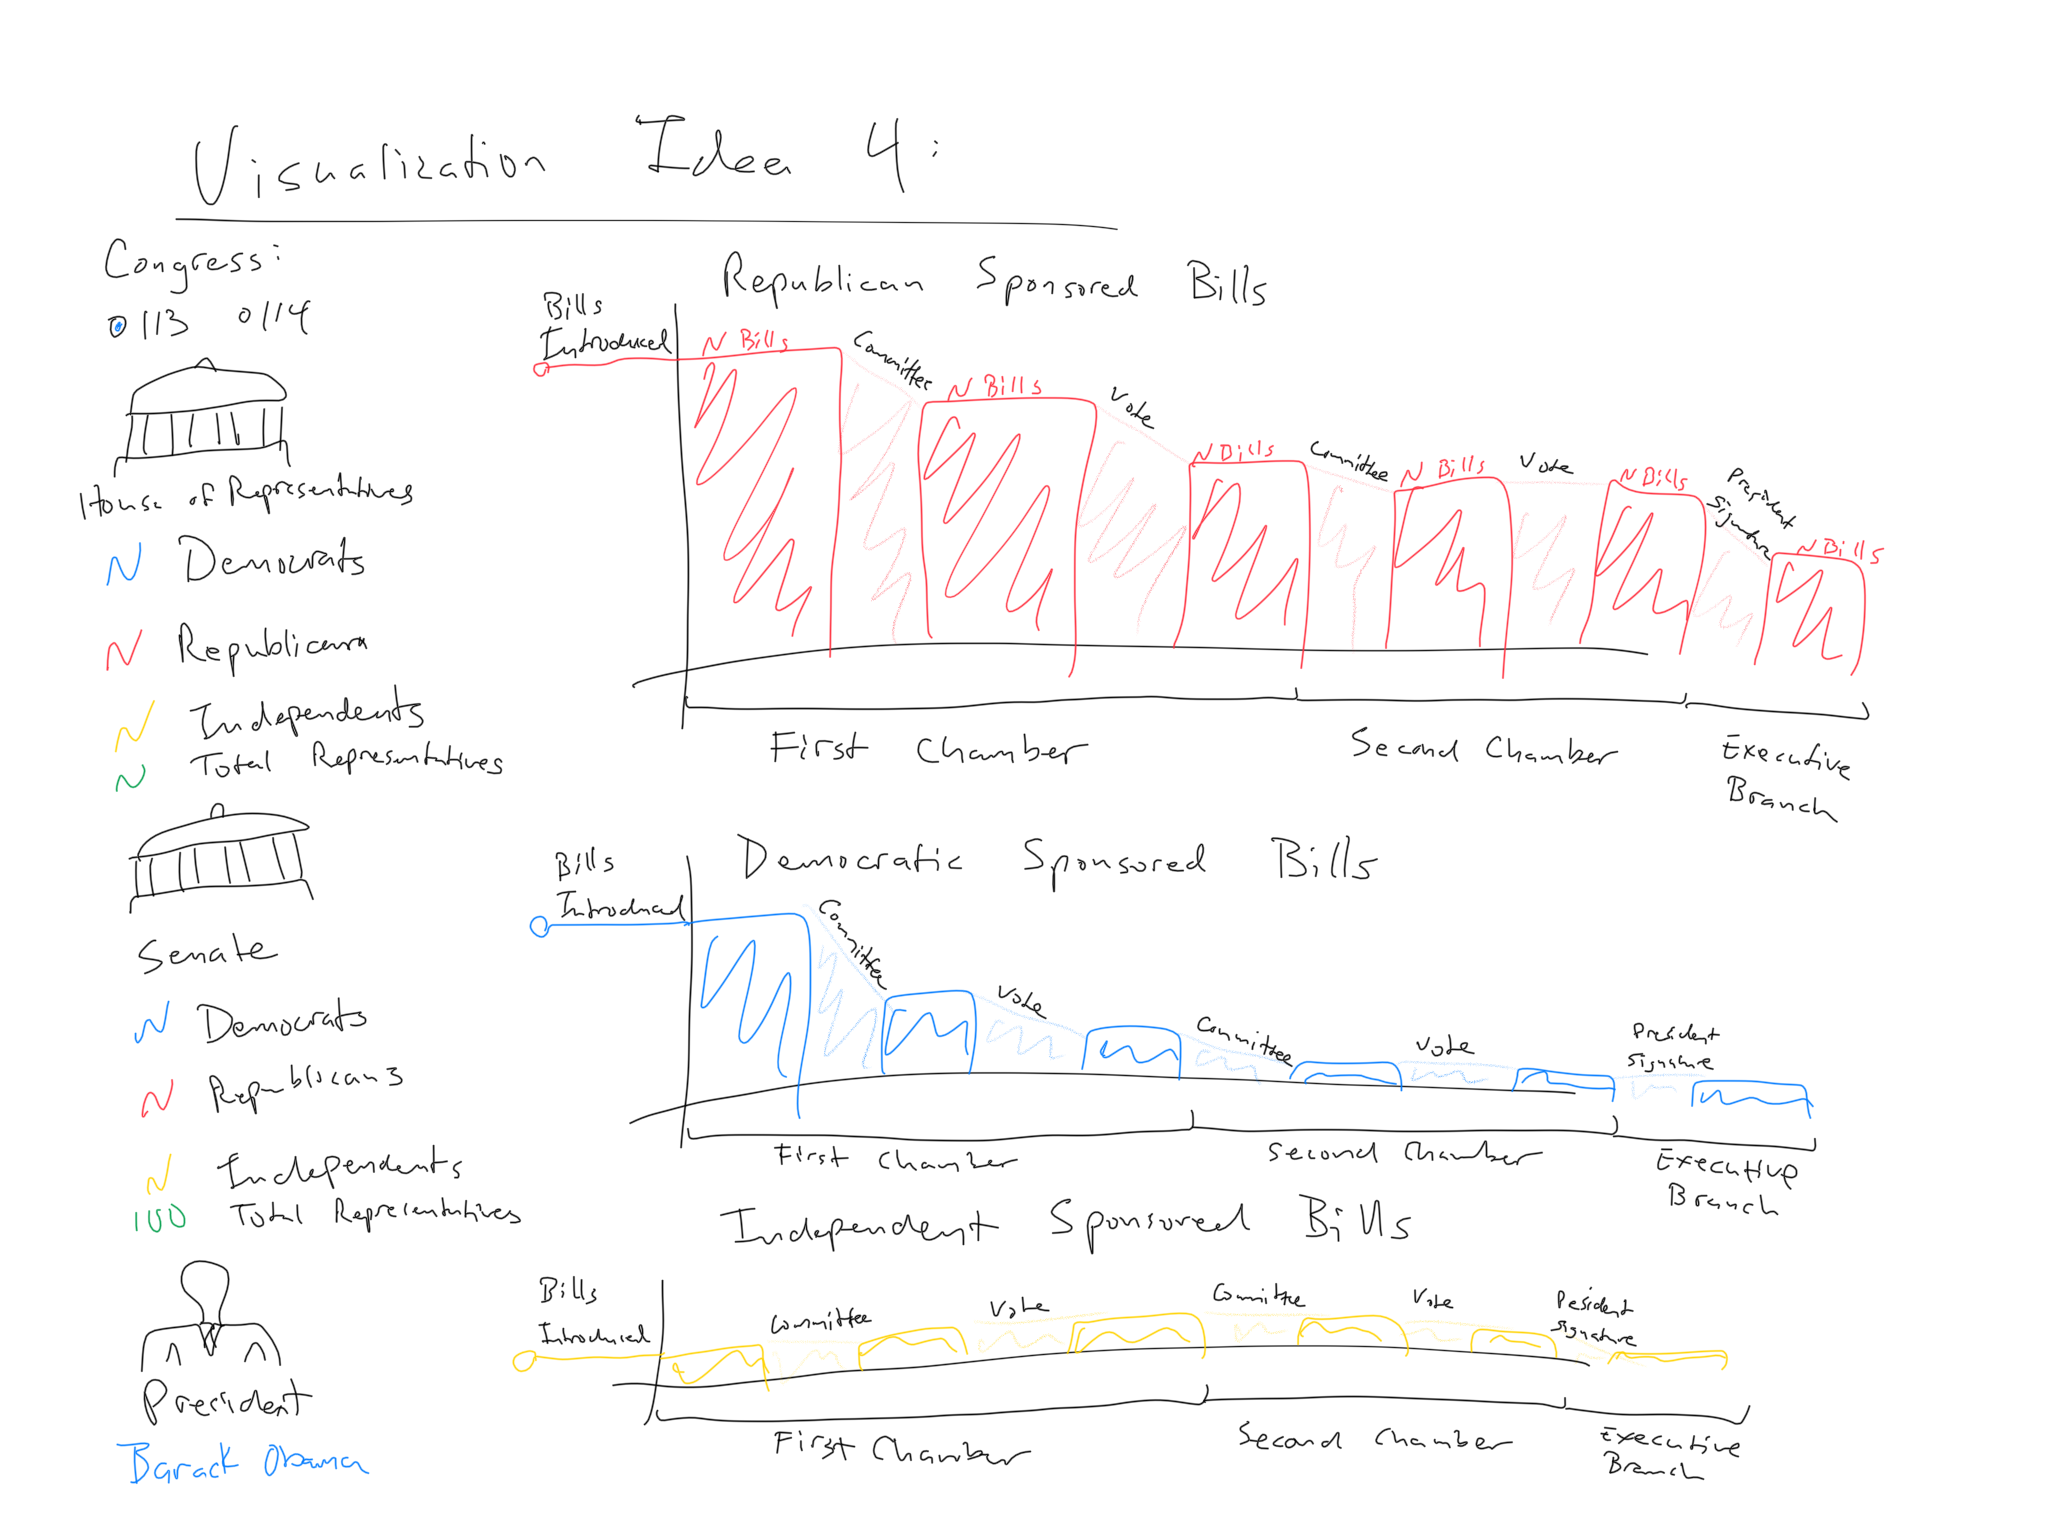 Visualization Idea 4:
Congress:
113 114
House of Representatives
N Democrats
N Republicans
N Independents
N Total Representatives
Senate
N Democrats
N Republicans
N Independents
100 Total Representatives
President
Barack Obama
Republican Sponsored Bills
Bills
Introduced
N Bills
Committee
N Bills
Vote
N Bills
Committee
N Bills
Vote
N Bills
President
Signature
N Bills
First Chamber
Second Chamber
Executive
Branch
Democratic Sponsored Bills
Bills
Introduced
Committee
Vote
Committee
Vote
President
Signature
First Chamber
Second Chamber
Executive
Branch
Independent Sponsored Bills
Bills
Introduced
Committee
Vote
Committee
Vote
President
Signature
First Chamber
Second Chamber
Executive
Branch